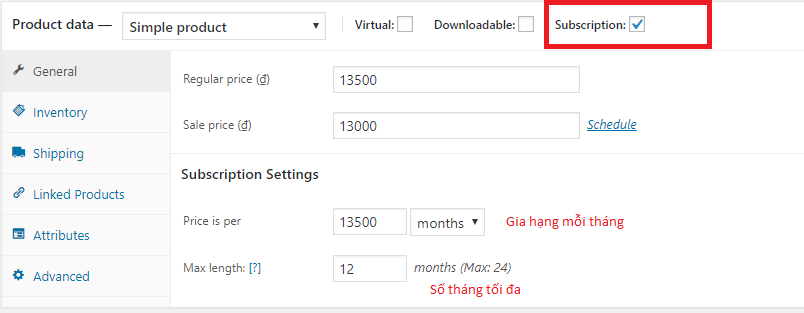 Product data — Simple product Virtual: Downloadable: Subscription:
General
Regular price (₫) 13500
Inventory
Sale price (₫) 13000 Schedule
Shipping
Subscription Settings
Linked Products
Price is per 13500 months Gia hạng mỗi tháng
Attributes
Max length: [?] 12 months (Max: 24)
Advanced
Số tháng tối đa